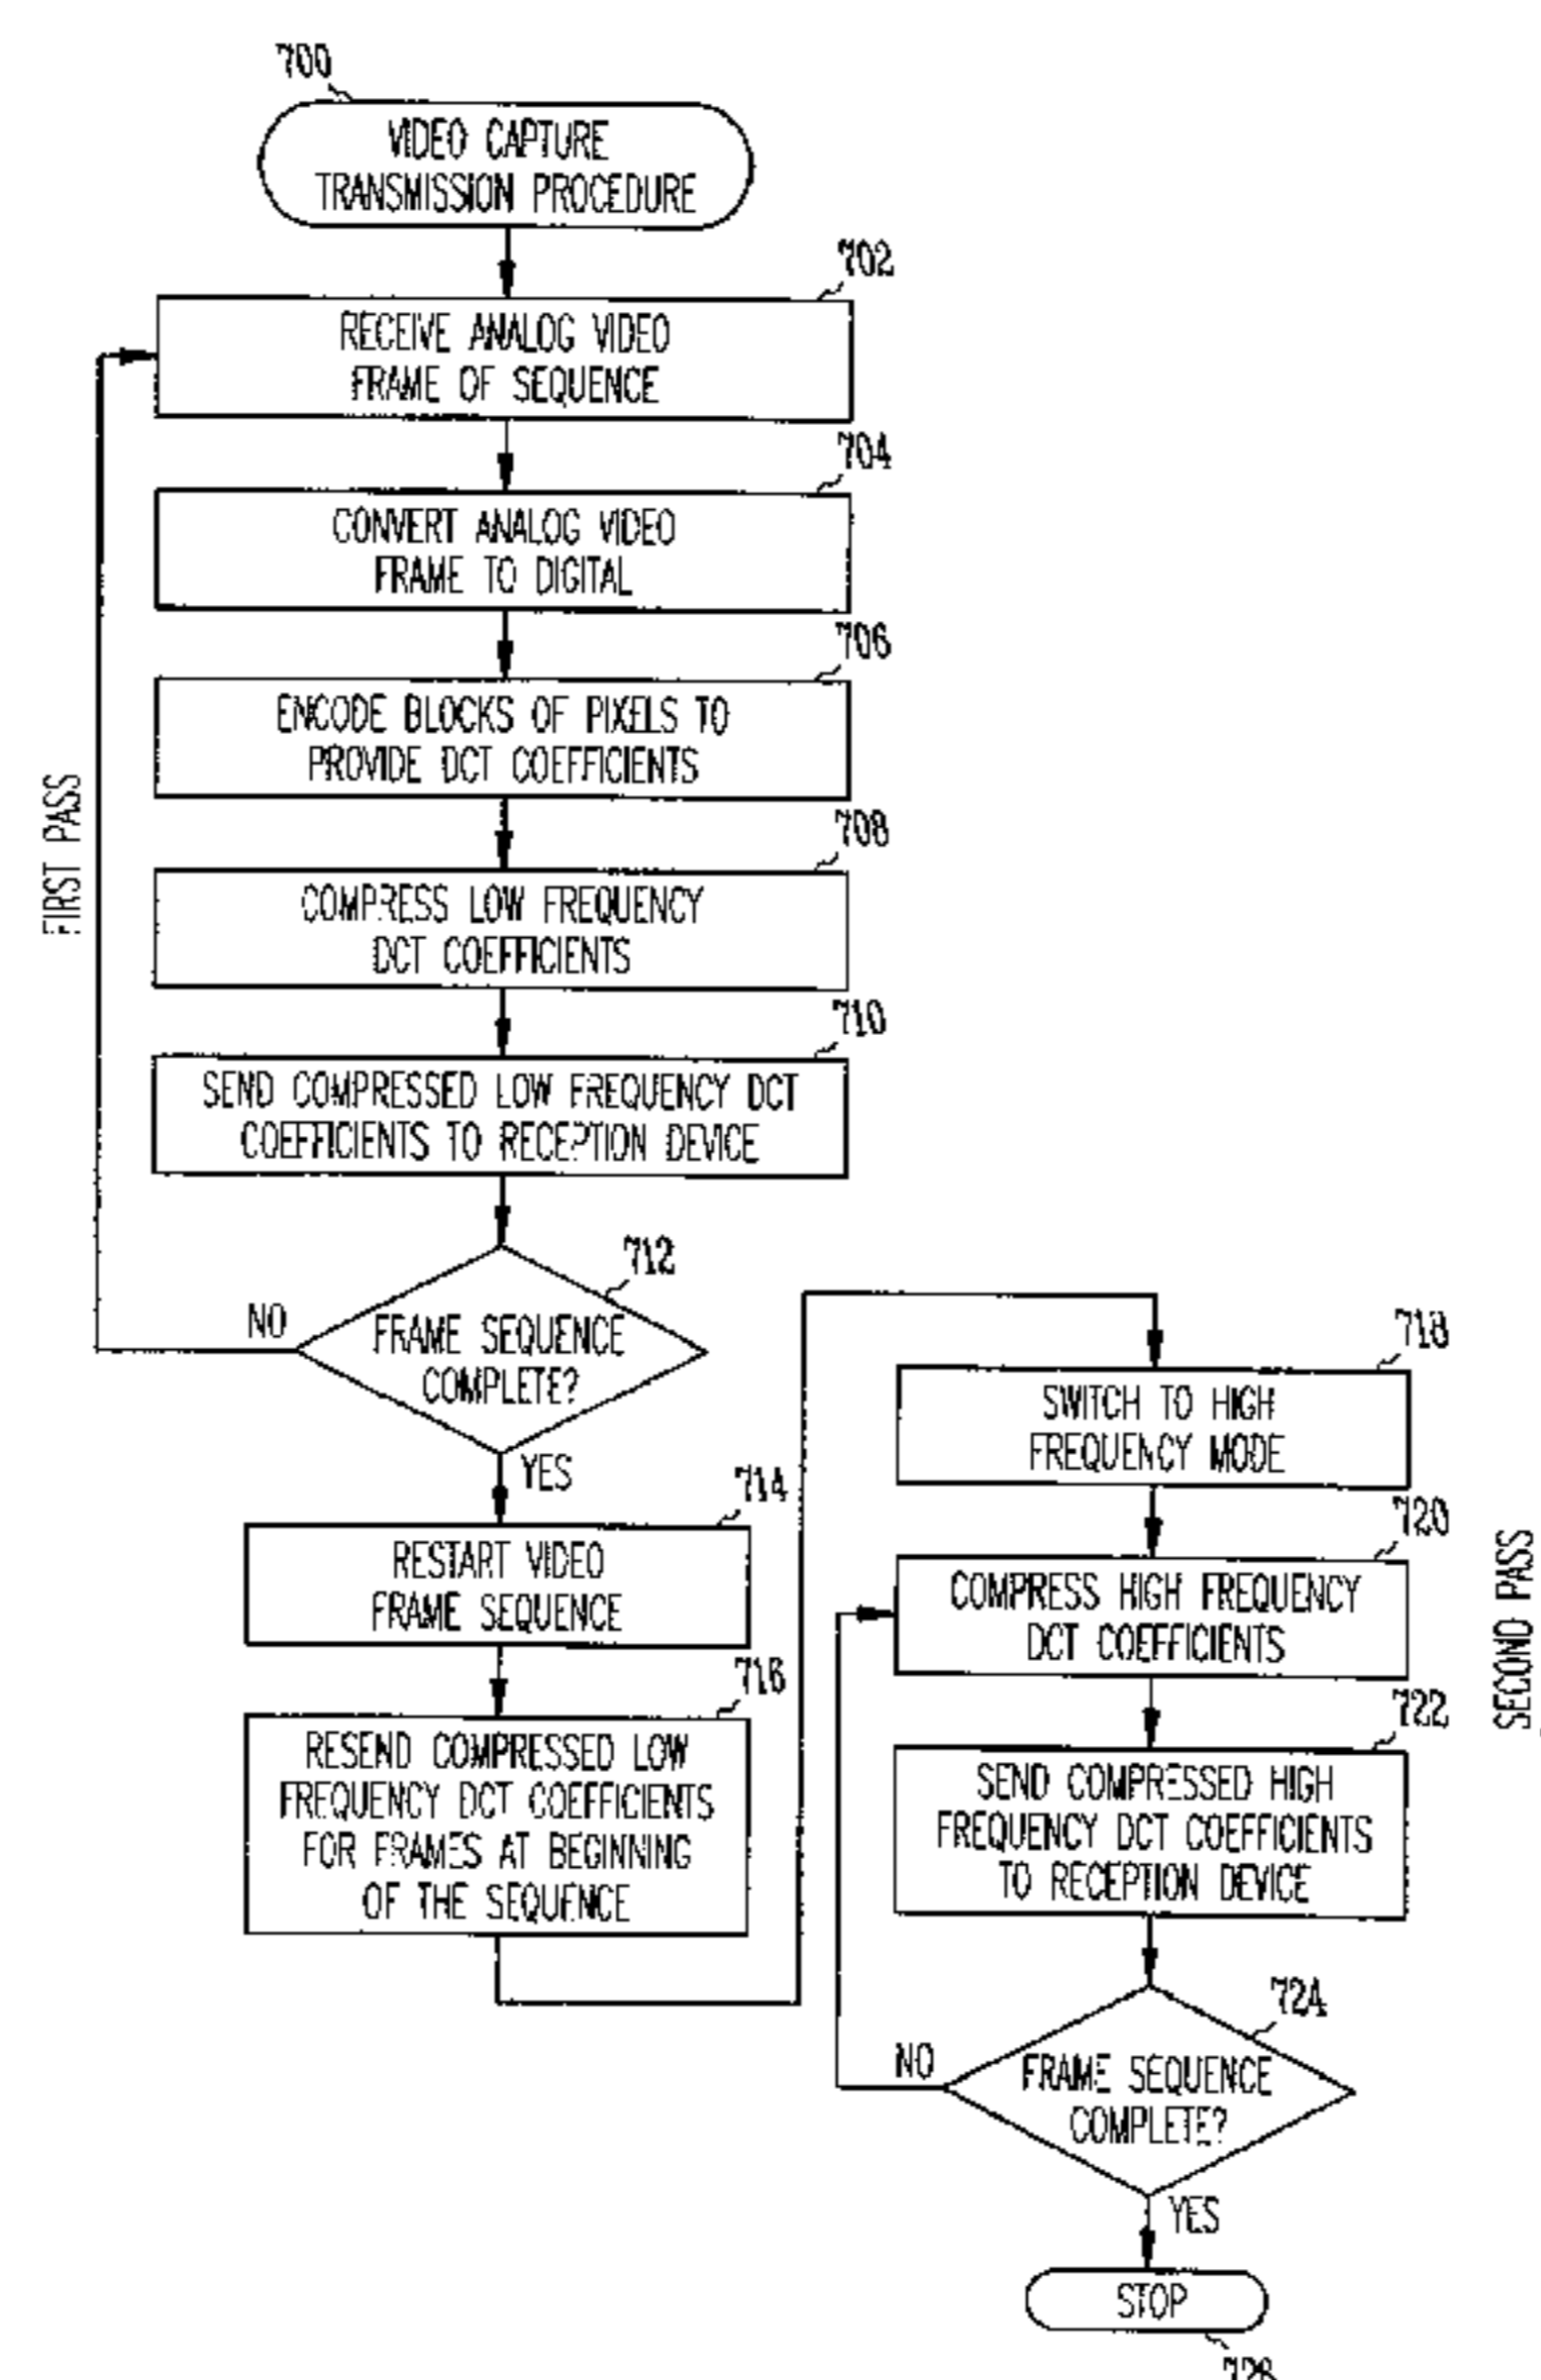 700
VIDEO CAPTURE
TRANSMISSION PROCEDURE
702
RECEIVE ANALOG VIDEO
FRAME OF SEQUENCE
704
CONVERT ANALOG VIDEO
FRAME TO DIGITAL
706
ENCODE BLOCKS OF PIXELS TO
PROVIDE DCT COEFFICIENTS
708
COMPRESS LOW FREQUENCY
DCT COEFFICIENTS
710
SEND COMPRESSED LOW FREQUENCY DCT
COEFFICIENTS TO RECEPTION DEVICE
712
FRAME SEQUENCE
COMPLETE?
NO
FIRST PASS
YES
714
RESTART VIDEO
FRAME SEQUENCE
716
RESEND COMPRESSED LOW
FREQUENCY DCT COEFFICIENTS
FOR FRAMES AT BEGINNING
OF THE SEQUENCE
718
SWITCH TO HIGH
FREQUENCY MODE
720
COMPRESS HIGH FREQUENCY
DCT COEFFICIENTS
SECOND PASS
722
SEND COMPRESSED HIGH
FREQUENCY DCT COEFFICIENTS
TO RECEPTION DEVICE
724
FRAME SEQUENCE
COMPLETE?
NO
YES
STOP